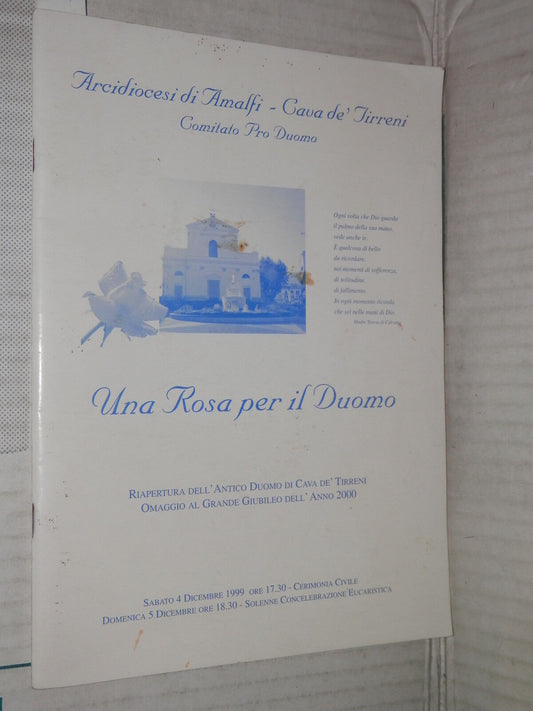 Arcidiocesi di Amalfi - Cava de' Tirreni
Comitato Pro Duomo
Ogni volta che Dio guarda
il palmo della sua mano,
vede anche te.
È qualcosa di bello
da ricordare,
nei momenti di sofferenza,
di solitudine,
di fallimento.
In ogni momento ricorda
che sei nelle mani di Dio.
Madre Teresa di Calcutta
Una Rosa per il Duomo
Riapertura dell'Antico Duomo di Cava de' Tirreni
Omaggio al Grande Giubileo dell'Anno 2000
Sabato 4 Dicembre 1999 ore 17.30 - Cerimonia Civile
Domenica 5 Dicembre ore 18.30 - Solenne Concelebrazione Eucaristica